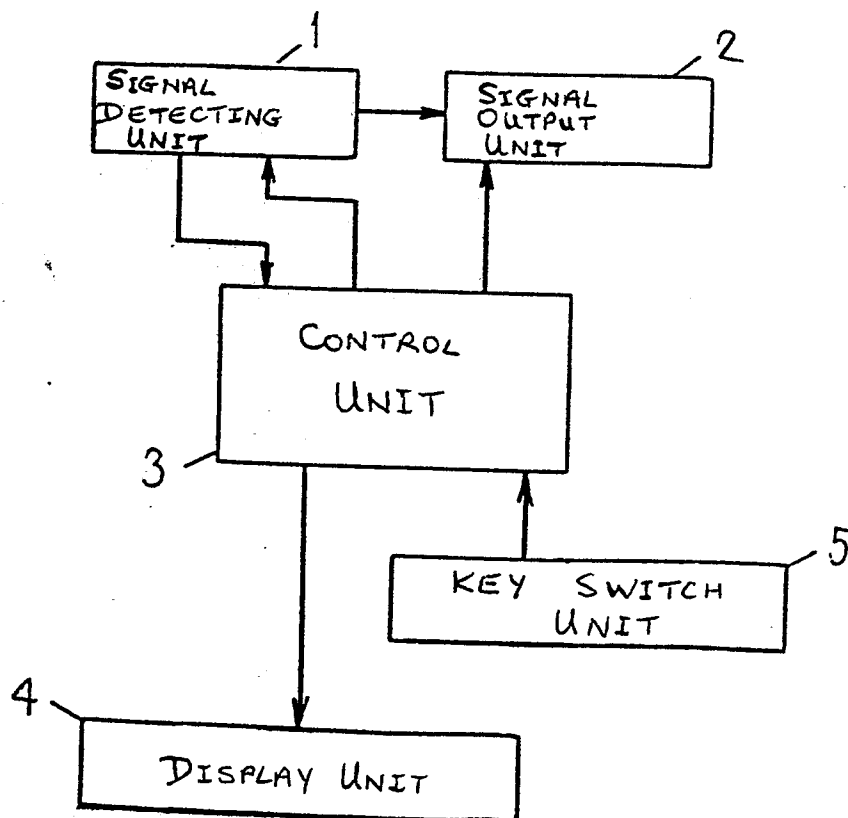 1
SIGNAL
DETECTING
UNIT
2
SIGNAL
OUTPUT
UNIT
CONTROL
UNIT
3
5
KEY SWITCH
UNIT
4
DISPLAY UNIT